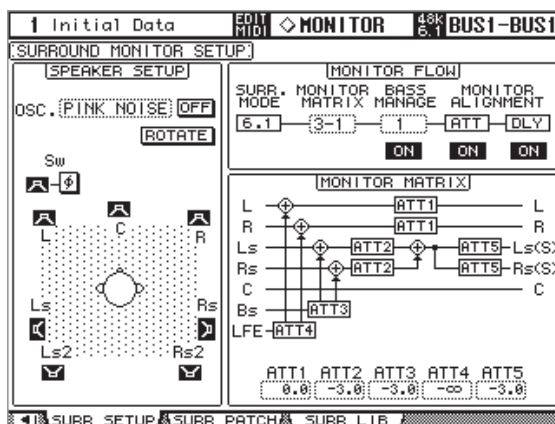 1 Initial Data EDIT MIDI ◇MONITOR 48K 6.1 BUS1-BUS1
SURROUND MONITOR SETUP
SPEAKER SETUP
OSC. PINK NOISE OFF
ROTATE
Sw
ϕ
L C R
Ls Rs
Ls2 Rs2
MONITOR FLOW
SURR. MODE MONITOR MATRIX BASS MANAGE MONITOR ALIGNMENT
6.1 3-1 1 ATT DLY
ON ON ON
MONITOR MATRIX
L ATT1 L
R ATT1 R
Ls ATT2 ATT5 Ls(S)
Rs ATT2 ATT5 Rs(S)
C C
Bs ATT3
LFE ATT4
ATT1 ATT2 ATT3 ATT4 ATT5
0.0 -3.0 -3.0 -∞ -3.0
SURR SETUP SURR PATCH SURR LIB